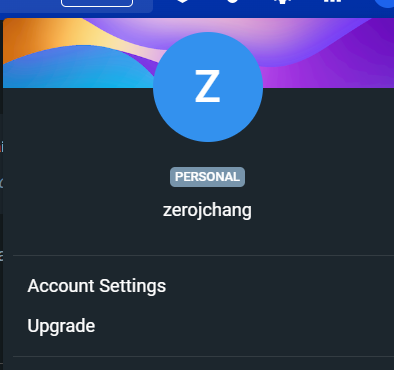 Z
PERSONAL
zerojchang
Account Settings
Upgrade